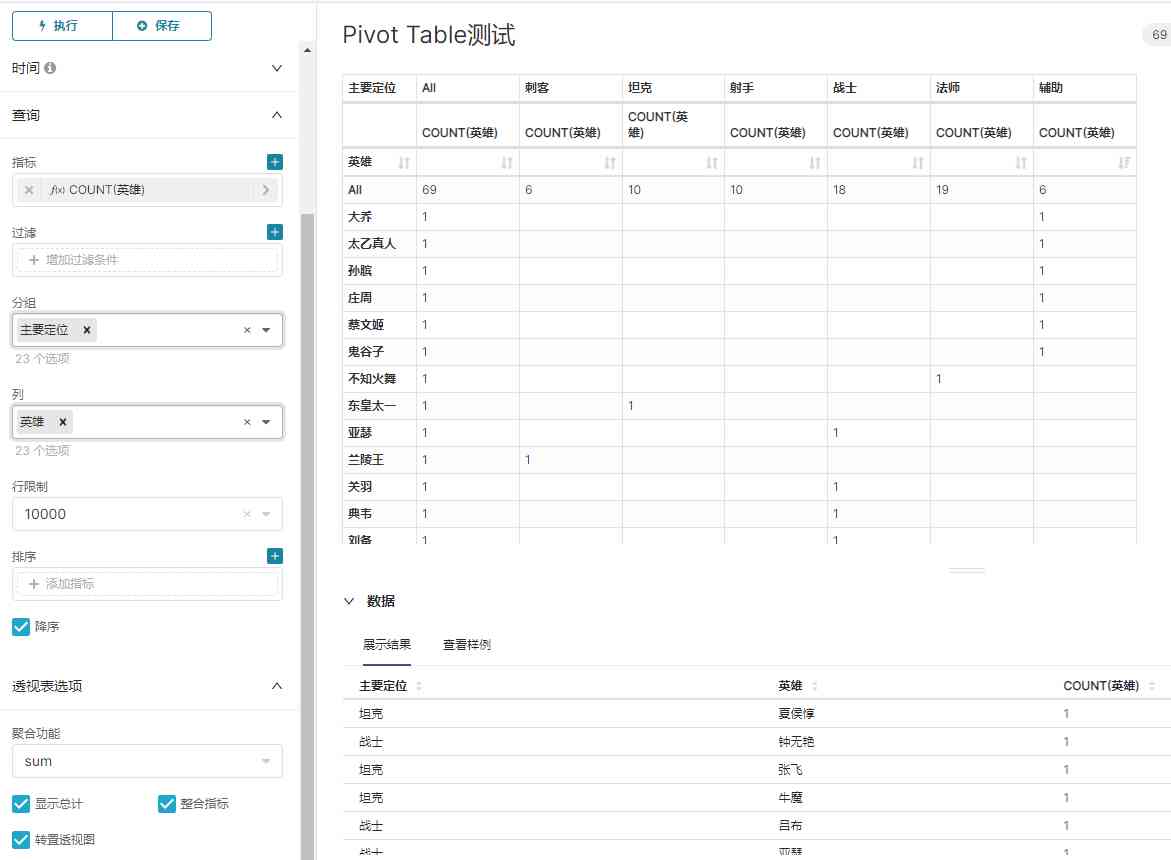 执行 保存
时间
查询
指标
f(x) COUNT(英雄)
过滤
增加过滤条件
分组
主要定位
23 个选项
列
英雄
23 个选项
行限制
10000
排序
添加指标
降序
透视表选项
聚合功能
sum
显示总计 整合指标
转置透视图
Pivot Table测试
69
主要定位 All 刺客 坦克 射手 战士 法师 辅助
COUNT(英雄) COUNT(英雄) COUNT(英雄) COUNT(英雄) COUNT(英雄) COUNT(英雄) COUNT(英雄)
英雄
All 69 6 10 10 18 19 6
大乔 1 1
太乙真人 1 1
孙膑 1 1
庄周 1 1
蔡文姬 1 1
鬼谷子 1 1
不知火舞 1 1
东皇太一 1 1
亚瑟 1 1
兰陵王 1 1
关羽 1 1
典韦 1 1
刘备 1 1
数据
展示结果 查看样例
主要定位 英雄 COUNT(英雄)
坦克 夏侯惇 1
战士 钟无艳 1
坦克 张飞 1
坦克 牛魔 1
战士 吕布 1
战士 亚瑟 1